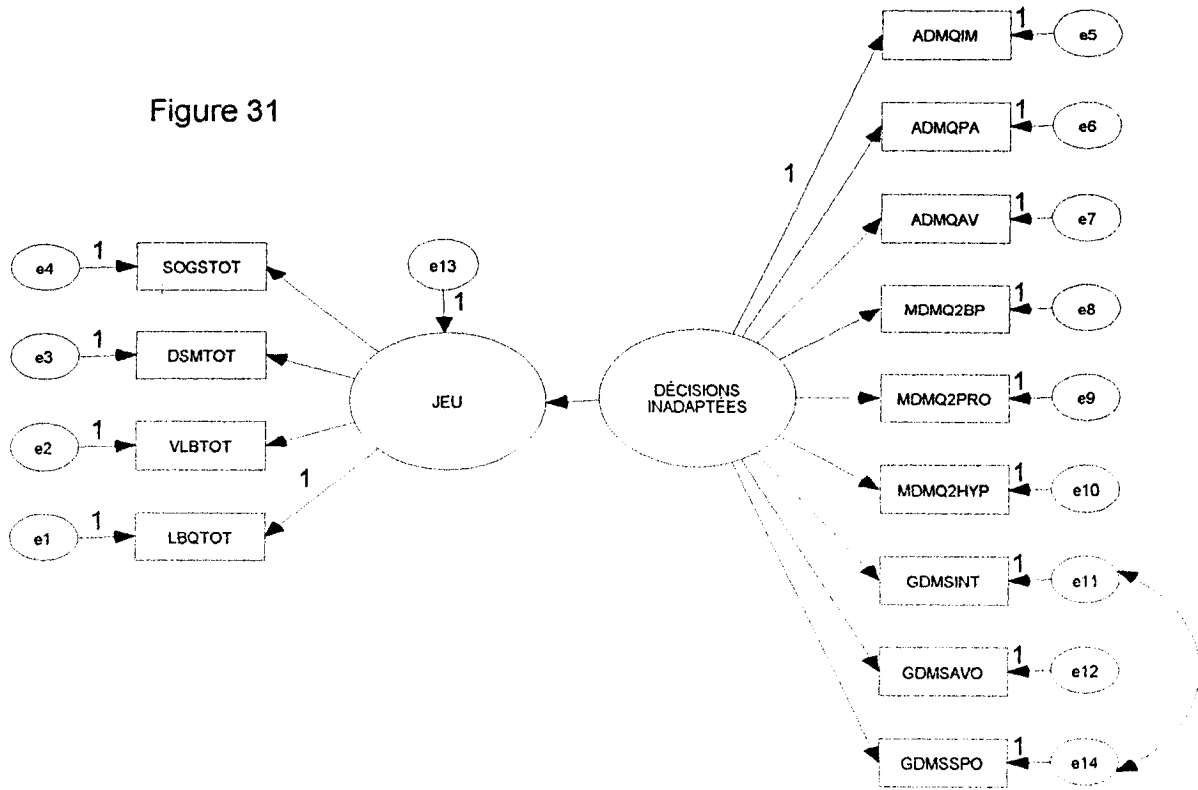 Figure 31
1
ADMQIM
e5
1
ADMQPA
e6
1
1
ADMQAV
e7
e4
1
SOGSTOT
e13
1
1
MDMQ2BP
e8
e3
1
DSMTOT
JEU
DÉCISIONS
INADAPTÉES
1
MDMQ2PRO
e9
e2
1
VLBTOT
1
MDMQ2HYP
e10
1
e1
1
LBQTOT
1
GDMSINT
e11
1
GDMSAVO
e12
1
GDMSSPO
e14